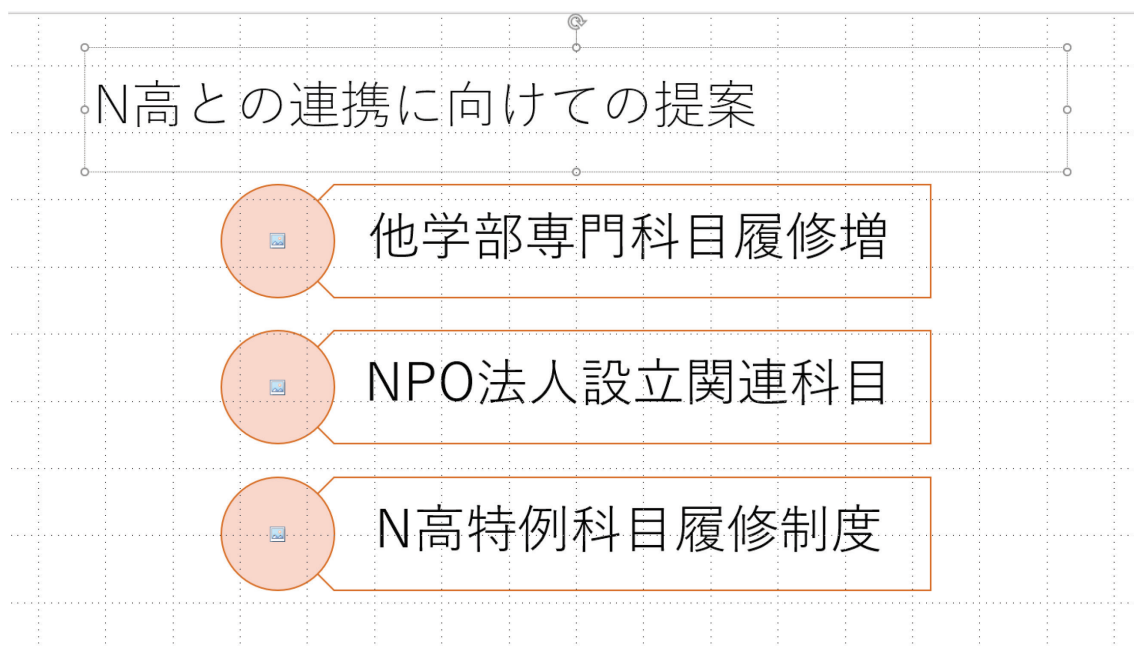 N高との連携に向けての提案
他学部専門科目履修増
NPO法人設立関連科目
N高特例科目履修制度